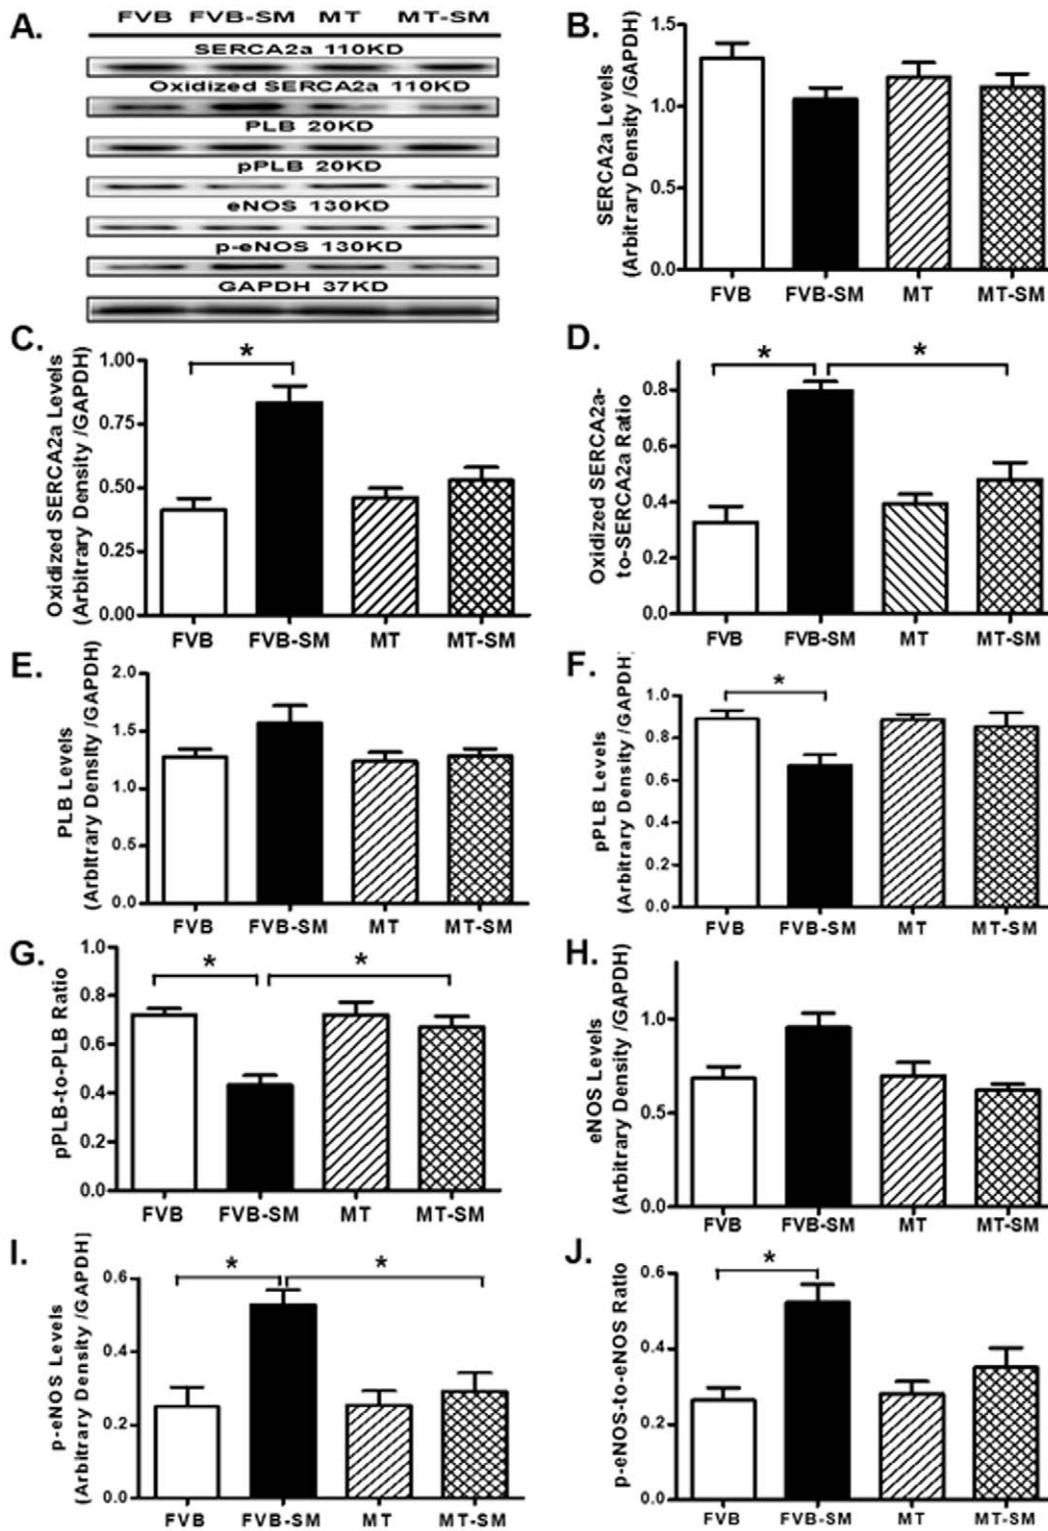 A.
FVB FVB-SM MT MT-SM
SERCA2a 110KD
Oxidized SERCA2a 110KD
PLB 20KD
pPLB 20KD
eNOS 130KD
p-eNOS 130KD
GAPDH 37KD
B.
SERCA2a Levels
(Arbitrary Density /GAPDH)
1.5
1.0
0.5
0.0
FVB FVB-SM MT MT-SM
C.
Oxidized SERCA2a Levels
(Arbitrary Density /GAPDH)
1.00
0.75
0.50
0.25
0.00
*
FVB FVB-SM MT MT-SM
D.
Oxidized SERCA2a-
to-SERCA2a Ratio
0.8
0.6
0.4
0.2
0.0
* *
FVB FVB-SM MT MT-SM
E.
PLB Levels
(Arbitrary Density /GAPDH)
2.0
1.5
1.0
0.5
0.0
FVB FVB-SM MT MT-SM
F.
pPLB Levels
(Arbitrary Density /GAPDH)
1.0
0.8
0.6
0.4
0.2
0.0
*
FVB FVB-SM MT MT-SM
G.
pPLB-to-PLB Ratio
1.0
0.8
0.6
0.4
0.2
0.0
* *
FVB FVB-SM MT MT-SM
H.
eNOS Levels
(Arbitrary Density /GAPDH)
1.0
0.5
0.0
FVB FVB-SM MT MT-SM
I.
p-eNOS Levels
(Arbitrary Density /GAPDH)
0.6
0.4
0.2
0.0
* *
FVB FVB-SM MT MT-SM
J.
p-eNOS-to-eNOS Ratio
0.6
0.4
0.2
0.0
*
FVB FVB-SM MT MT-SM